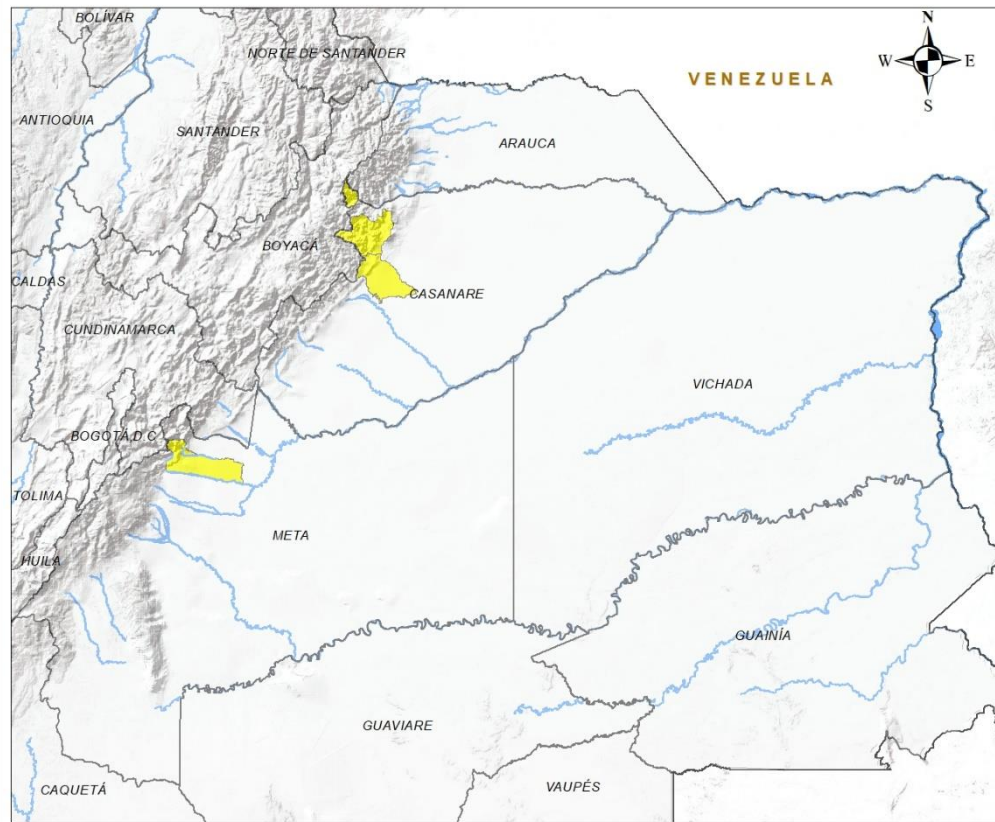 BOLÍVAR
N
NORTE DE SANTANDER
VENEZUELA
W
E
S
ANTIOQUIA
SANTANDER
ARAUCA
BOYACÁ
CALDAS
CASANARE
CUNDINAMARCA
VICHADA
BOGOTÁ D.C
TOLIMA
META
HUILA
GUAINÍA
GUAVIARE
CAQUETÁ
VAUPÉS